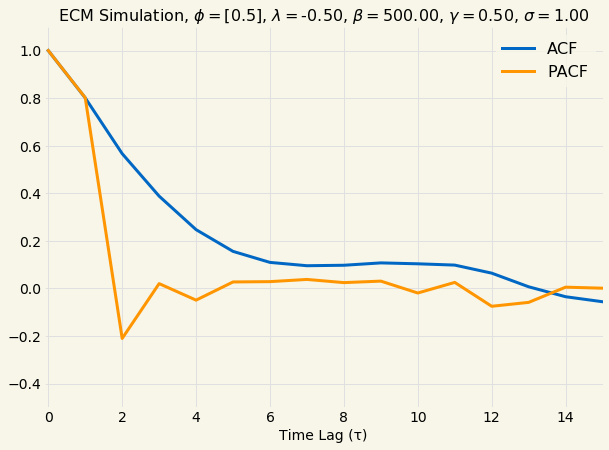 ECM Simulation, ϕ = [0.5], λ = -0.50, β = 500.00, γ = 0.50, σ = 1.00
ACF
PACF
1.0
0.8
0.6
0.4
0.2
0.0
−0.2
−0.4
0 2 4 6 8 10 12 14
Time Lag (τ)